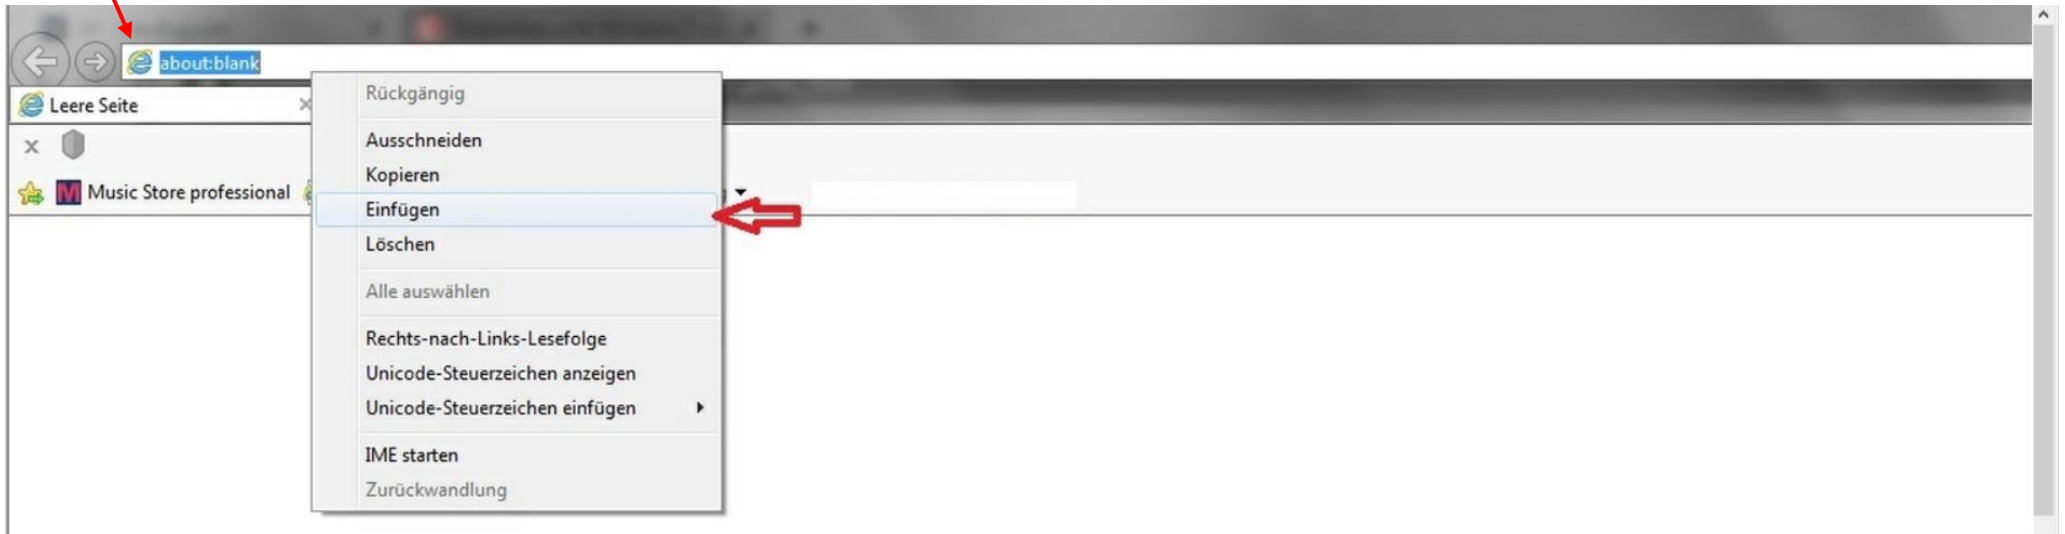 about:blank
Leere Seite
Music Store professional
Rückgängig
Ausschneiden
Kopieren
Einfügen
Löschen
Alle auswählen
Rechts-nach-Links-Lesefolge
Unicode-Steuerzeichen anzeigen
Unicode-Steuerzeichen einfügen
IME starten
Zurückwandlung